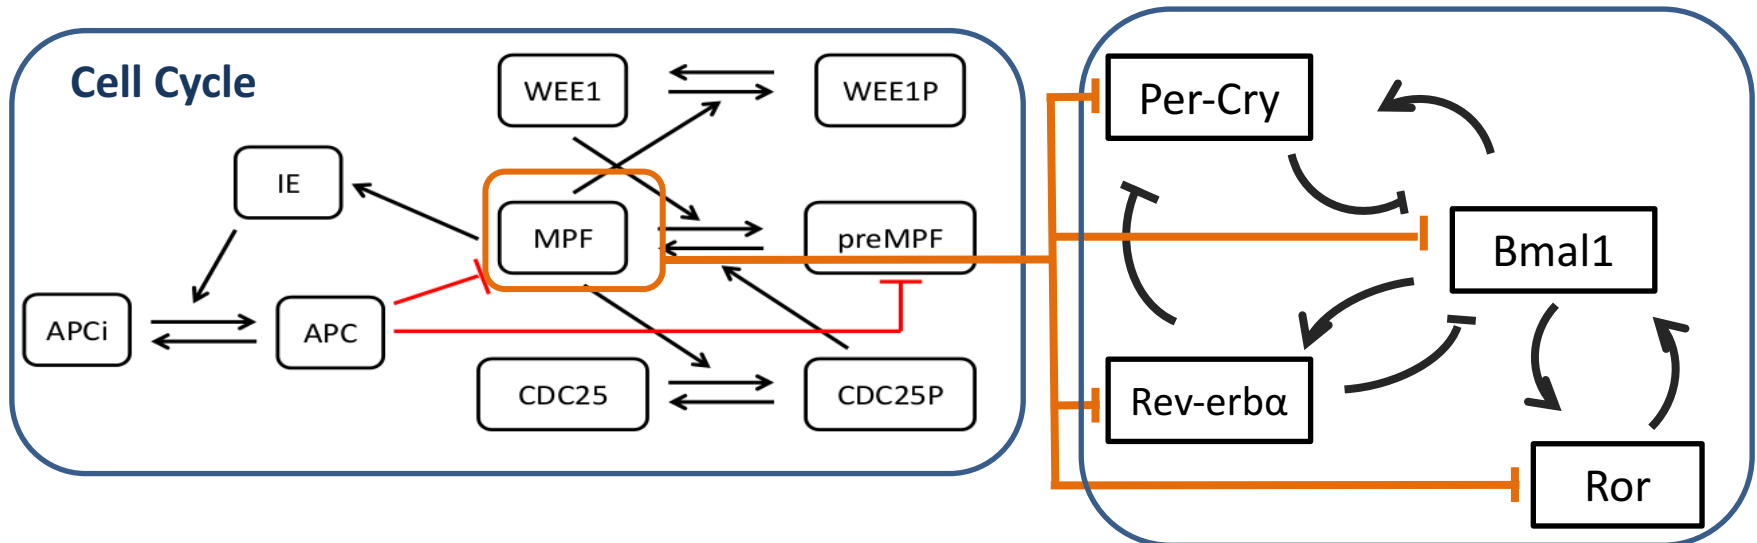 Cell Cycle
WEE1
WEE1P
IE
MPF
preMPF
APCi
APC
CDC25
CDC25P
Per-Cry
Bmal1
Rev-erbα
Ror